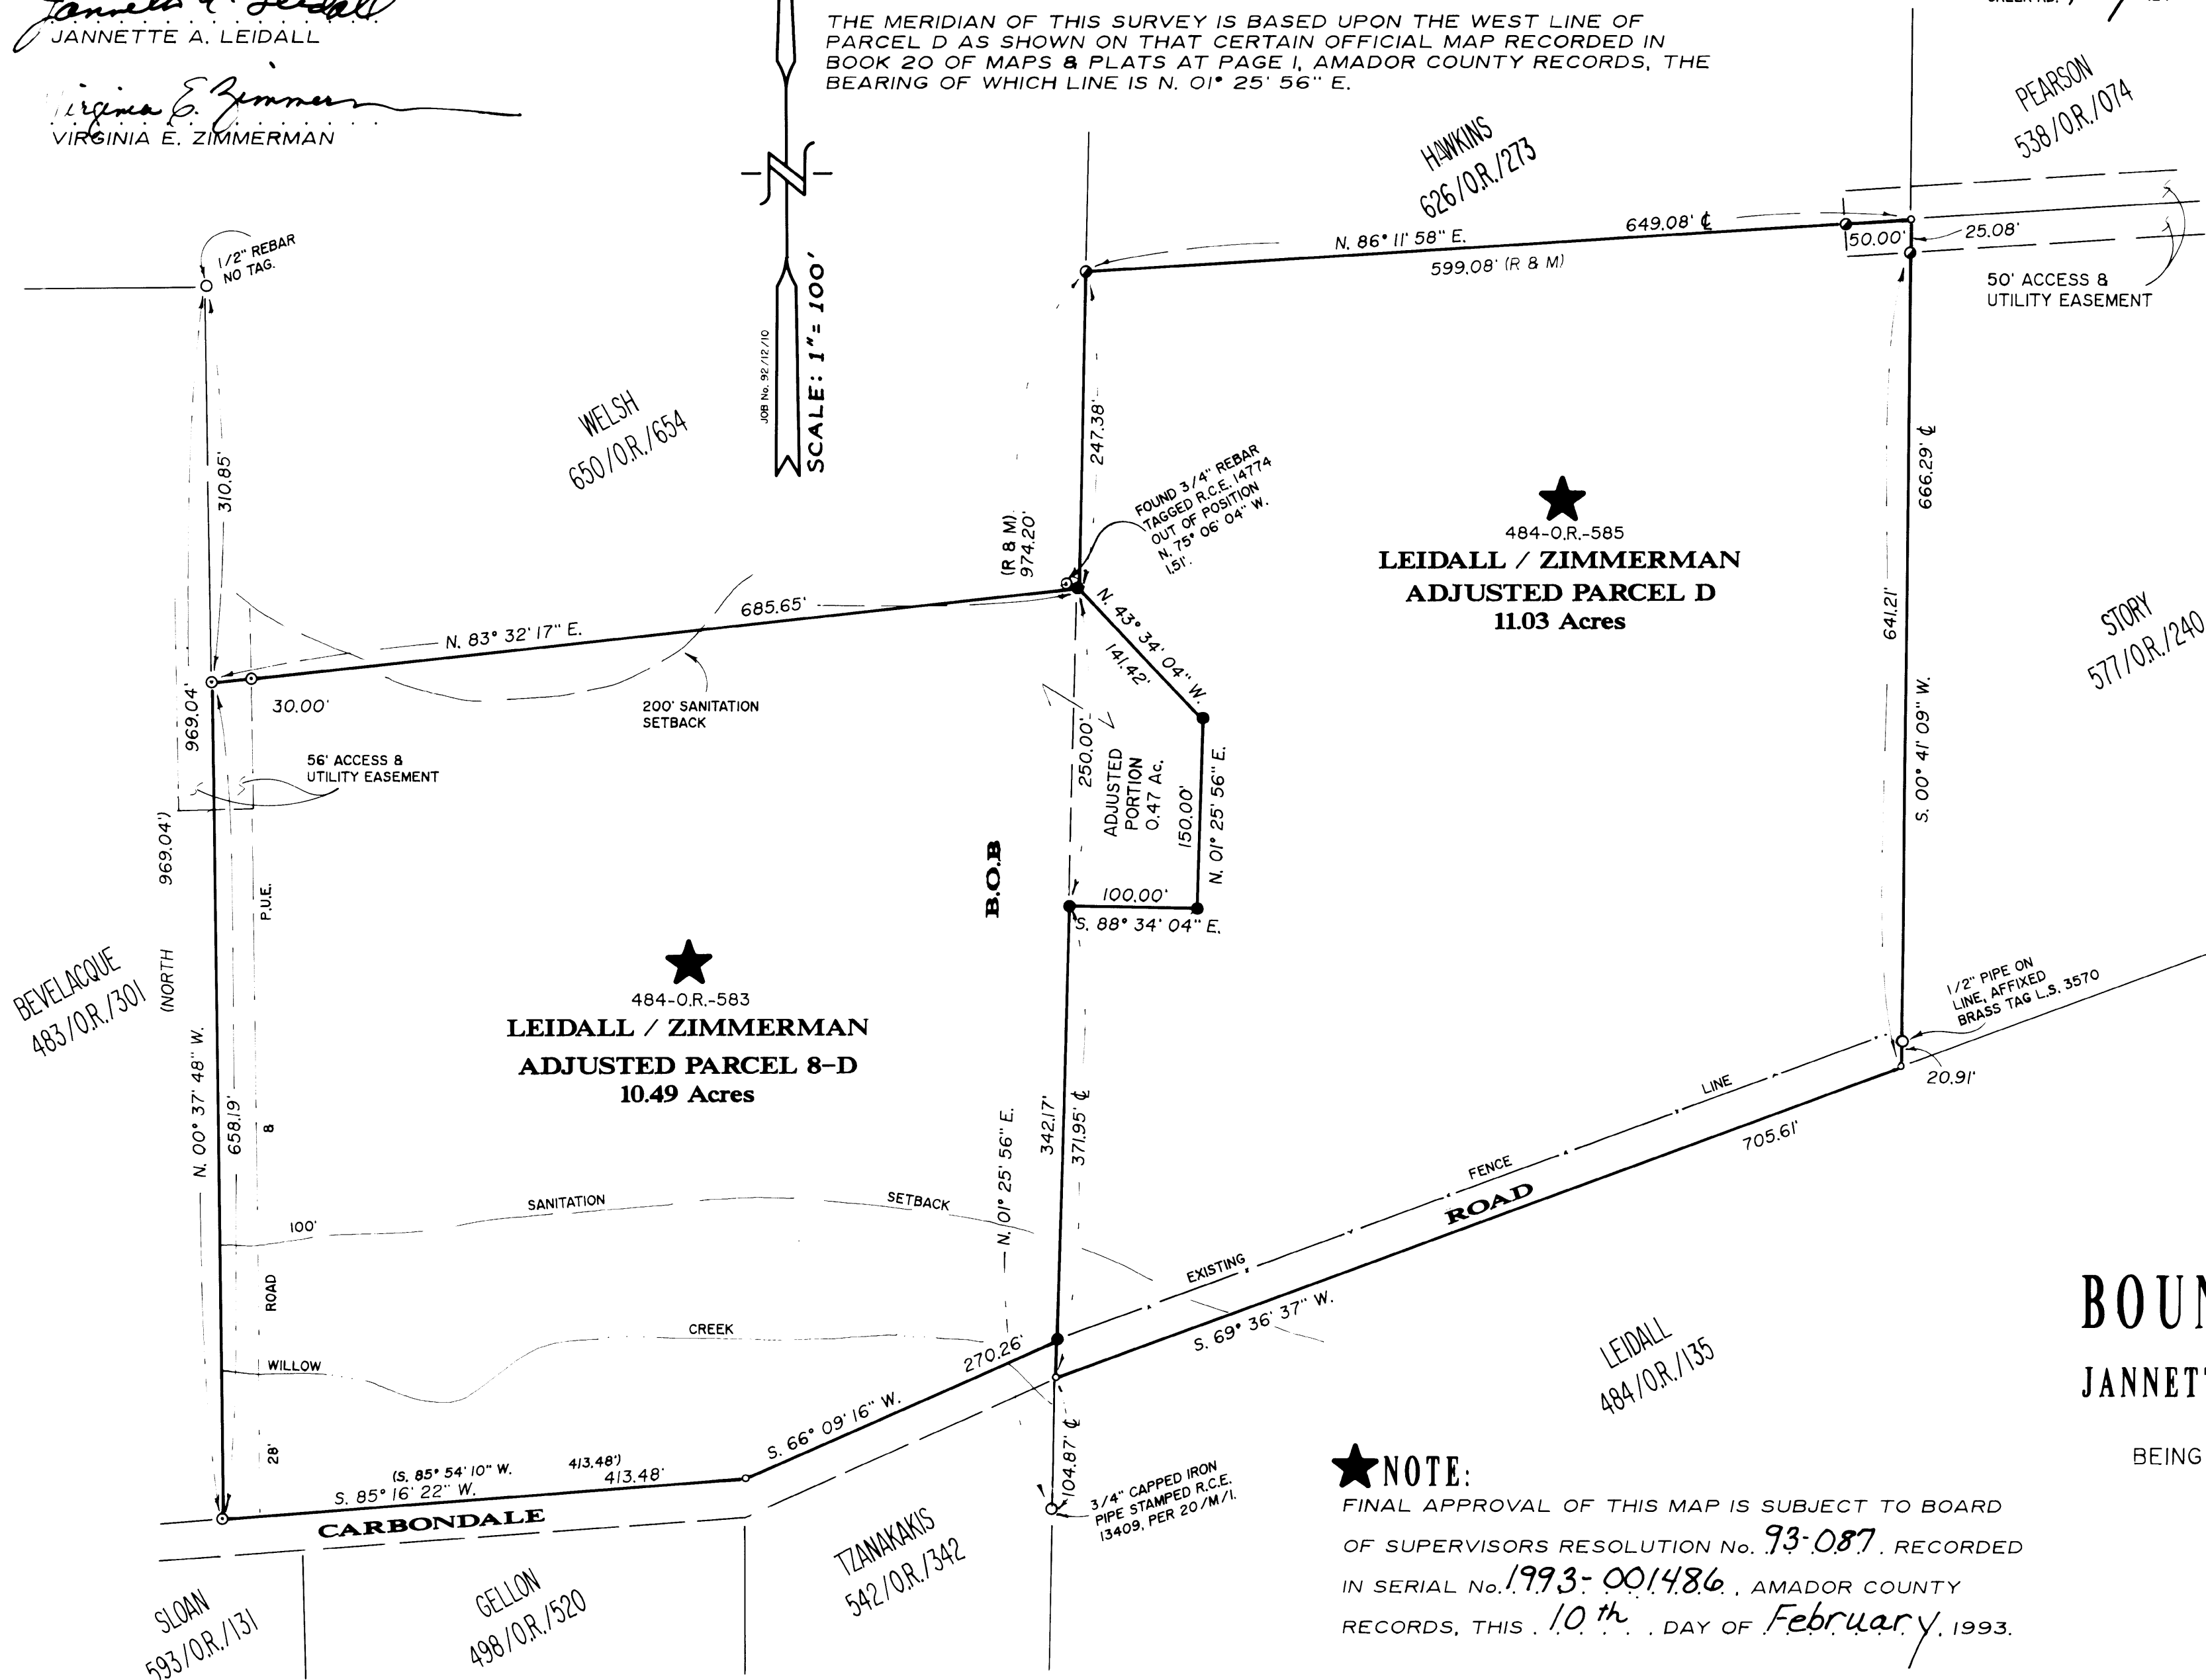 JANNETTE A. LEIDALL
Virginia E. Zimmerman
VIRGINIA E. ZIMMERMAN
THE MERIDIAN OF THIS SURVEY IS BASED UPON THE WEST LINE OF
PARCEL D AS SHOWN ON THAT CERTAIN OFFICIAL MAP RECORDED IN
BOOK 20 OF MAPS & PLATS AT PAGE 1, AMADOR COUNTY RECORDS, THE
BEARING OF WHICH LINE IS N. 01° 25' 56" E.
N
JOB No. 92/12/10
SCALE: 1" = 100'
PEARSON
538/O.R./074
HAWKINS
626/O.R./273
N. 86° 11' 58" E.
649.08' ℄
599.08' (R & M)
50.00'
25.08'
50' ACCESS &
UTILITY EASEMENT
1/2" REBAR
NO TAG.
310.85'
WELSH
650/O.R./654
247.38'
(R & M)
974.20'
FOUND 3/4" REBAR
TAGGED R.C.E. 14774
OUT OF POSITION
N. 75° 06' 04" W.
1.51'.
★
484-O.R.-585
LEIDALL / ZIMMERMAN
ADJUSTED PARCEL D
11.03 Acres
666.29' ℄
641.21'
S. 00° 41' 09" W.
STORY
577/O.R./240
N. 83° 32' 17" E.
685.65'
30.00'
200' SANITATION
SETBACK
969.04'
56' ACCESS &
UTILITY EASEMENT
N. 43° 34' 04" W.
141.42'
250.00'
ADJUSTED
PORTION
0.47 Ac.
150.00'
N. 01° 25' 56" E.
100.00'
S. 88° 34' 04" E.
B.O.B
(NORTH 969.04')
P.U.E.
8
ROAD
28'
BEVELACQUE
483/O.R./301
N. 00° 37' 48" W.
658.19'
★
484-O.R.-583
LEIDALL / ZIMMERMAN
ADJUSTED PARCEL 8-D
10.49 Acres
342.17'
371.95' ℄
N. 01° 25' 56" E.
1/2" PIPE ON
LINE, AFFIXED
BRASS TAG L.S. 3570
20.91'
100' SANITATION SETBACK
WILLOW CREEK
EXISTING FENCE LINE
ROAD
705.61'
S. 69° 36' 37" W.
270.26'
S. 66° 09' 16" W.
(S. 85° 54' 10" W. 413.48')
S. 85° 16' 22" W. 413.48'
CARBONDALE
104.87' ℄
3/4" CAPPED IRON
PIPE STAMPED R.C.E.
13409, PER 20/M/1.
SLOAN
593/O.R./131
GELLON
498/O.R./520
TZANAKAKIS
542/O.R./342
LEIDALL
484/O.R./135
★NOTE:
FINAL APPROVAL OF THIS MAP IS SUBJECT TO BOARD
OF SUPERVISORS RESOLUTION No. 93-087. RECORDED
IN SERIAL No. 1993-001486, AMADOR COUNTY
RECORDS, THIS 10th DAY OF February, 1993.
BOUN
JANNET
BEING